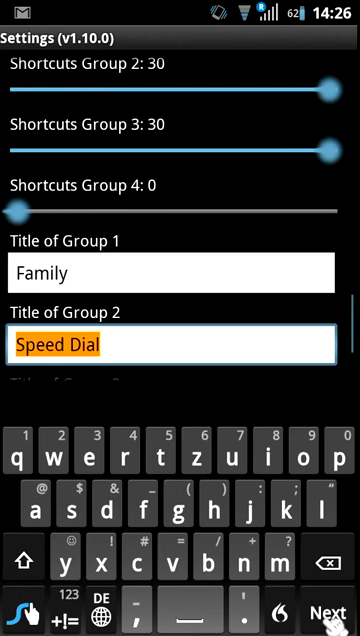 R 62 14:26
Settings (v1.10.0)
Shortcuts Group 2: 30
Shortcuts Group 3: 30
Shortcuts Group 4: 0
Title of Group 1
Family
Title of Group 2
Speed Dial
1 2 3 4 5 6 7 8 9 0
q w e r t z u i o p
@ $ & _ ( ) : ; "
a s d f g h j k l
! # = / + *
y x c v b n m
123 DE - '
+!= , . Next